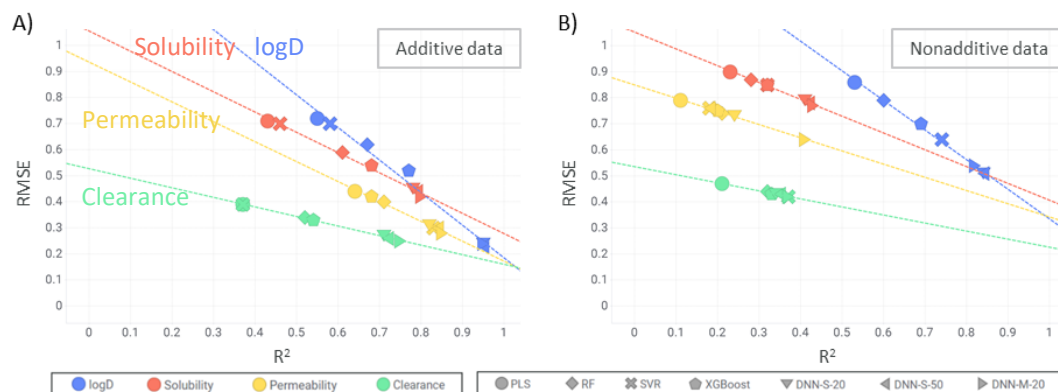 A)
B)
Solubility logD
Additive data
Nonadditive data
Permeability
Clearance
RMSE
1
0.9
0.8
0.7
0.6
0.5
0.4
0.3
0.2
0.1
0
0 0.1 0.2 0.3 0.4 0.5 0.6 0.7 0.8 0.9 1
R²
RMSE
1
0.9
0.8
0.7
0.6
0.5
0.4
0.3
0.2
0.1
0
0 0.1 0.2 0.3 0.4 0.5 0.6 0.7 0.8 0.9 1
R²
logD Solubility Permeability Clearance
PLS RF SVR XGBoost DNN-S-20 DNN-S-50 DNN-M-20